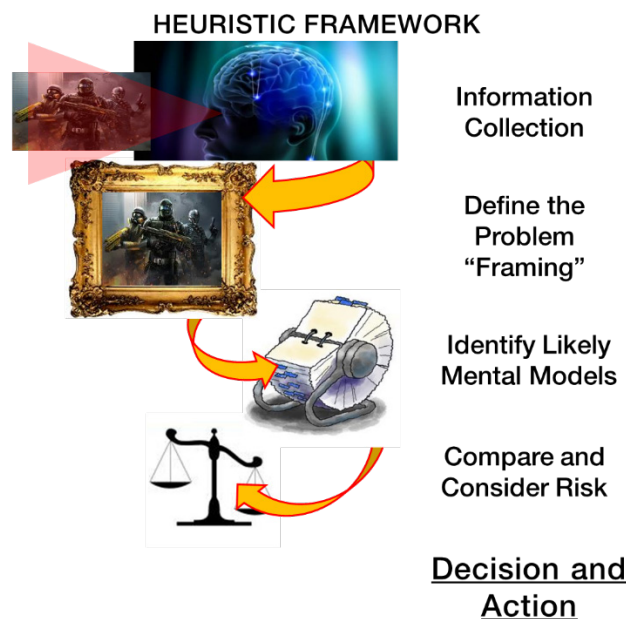 HEURISTIC FRAMEWORK
Information
Collection
Define the
Problem
“Framing”
Identify Likely
Mental Models
Compare and
Consider Risk
Decision and
Action